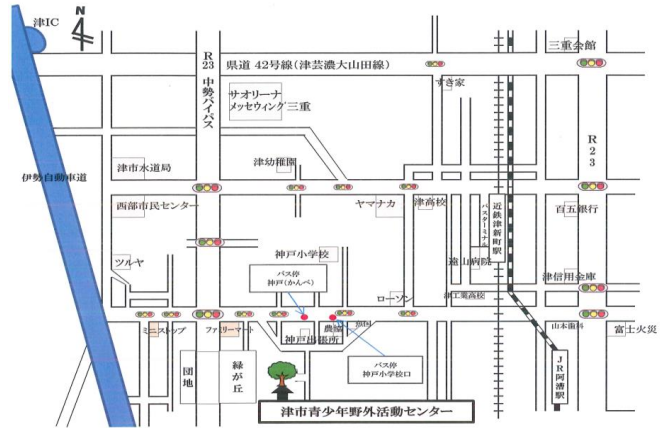 N
津IC
三重会館
R
23
中勢バイパス
県道 42号線(津芸濃大山田線)
すき家
サオリーナ
メッセウィング三重
R23
津市水道局
津幼稚園
伊勢自動車道
西部市民センター
ヤマナカ
津高校
バスターミナル
近鉄津新町駅
百五銀行
神戸小学校
ツルヤ
遠山病院
津信用金庫
バス停
神戸(かんべ)
ローソン
津工業高校
ミニストップ
ファミリーマート
農協
神戸出張所
山本歯科
富士火災
団地
緑が丘
バス停
神戸小学校口
JR阿漕駅
津市青少年野外活動センター